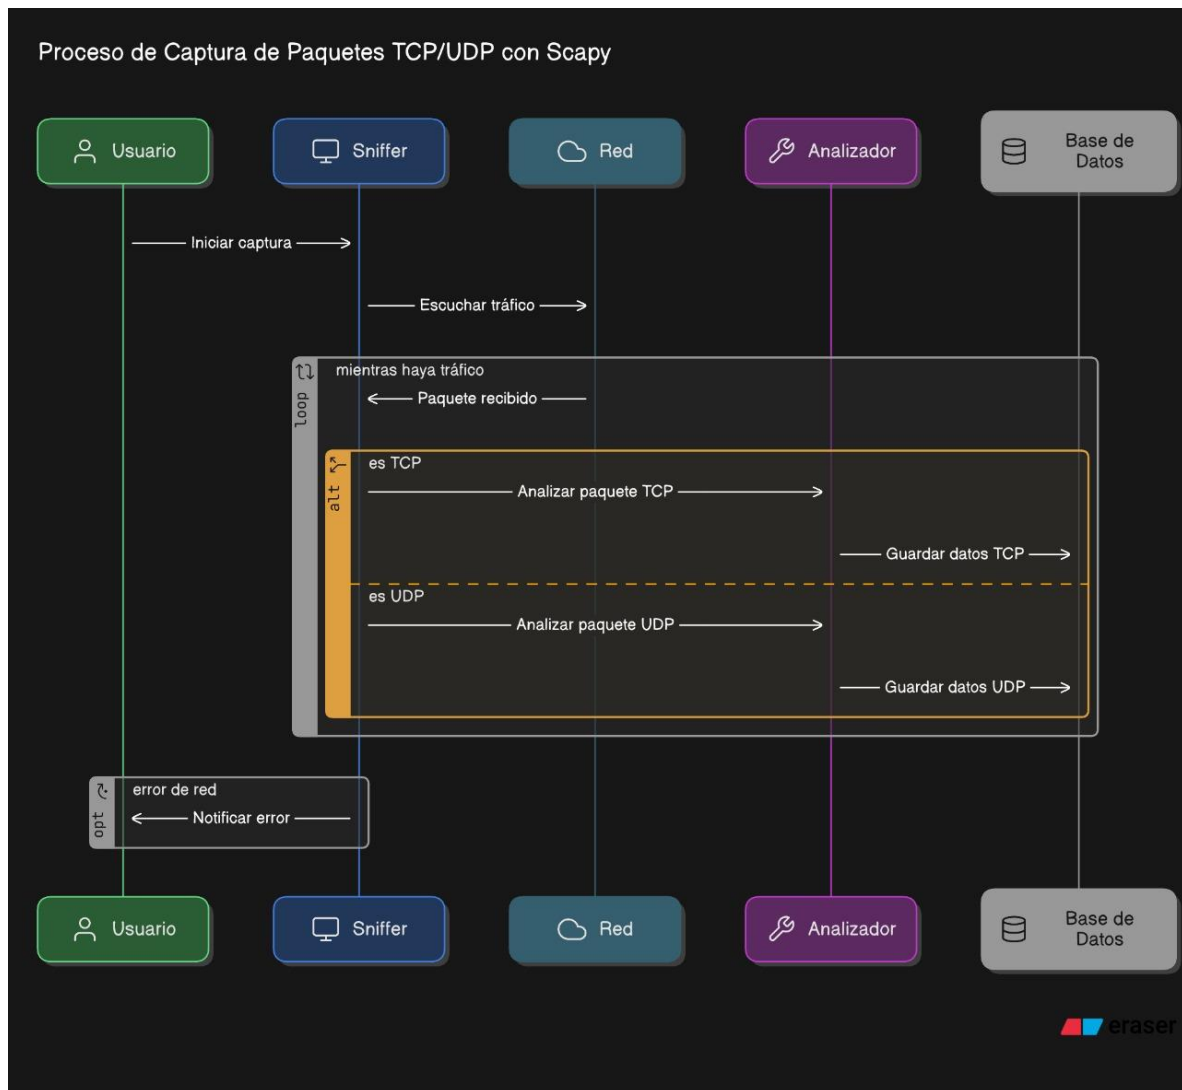 Proceso de Captura de Paquetes TCP/UDP con Scapy
Usuario
Sniffer
Red
Analizador
Base de
Datos
Iniciar captura
Escuchar tráfico
loop
mientras haya tráfico
Paquete recibido
alt
es TCP
Analizar paquete TCP
Guardar datos TCP
es UDP
Analizar paquete UDP
Guardar datos UDP
opt
error de red
Notificar error
Usuario
Sniffer
Red
Analizador
Base de
Datos
eraser